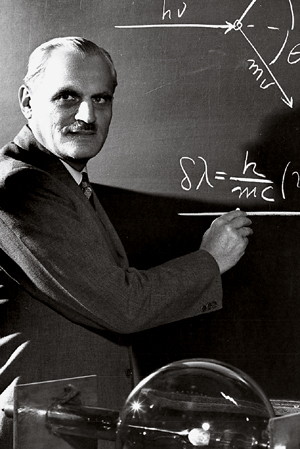 hν
θ
mv
δλ = h/mc (